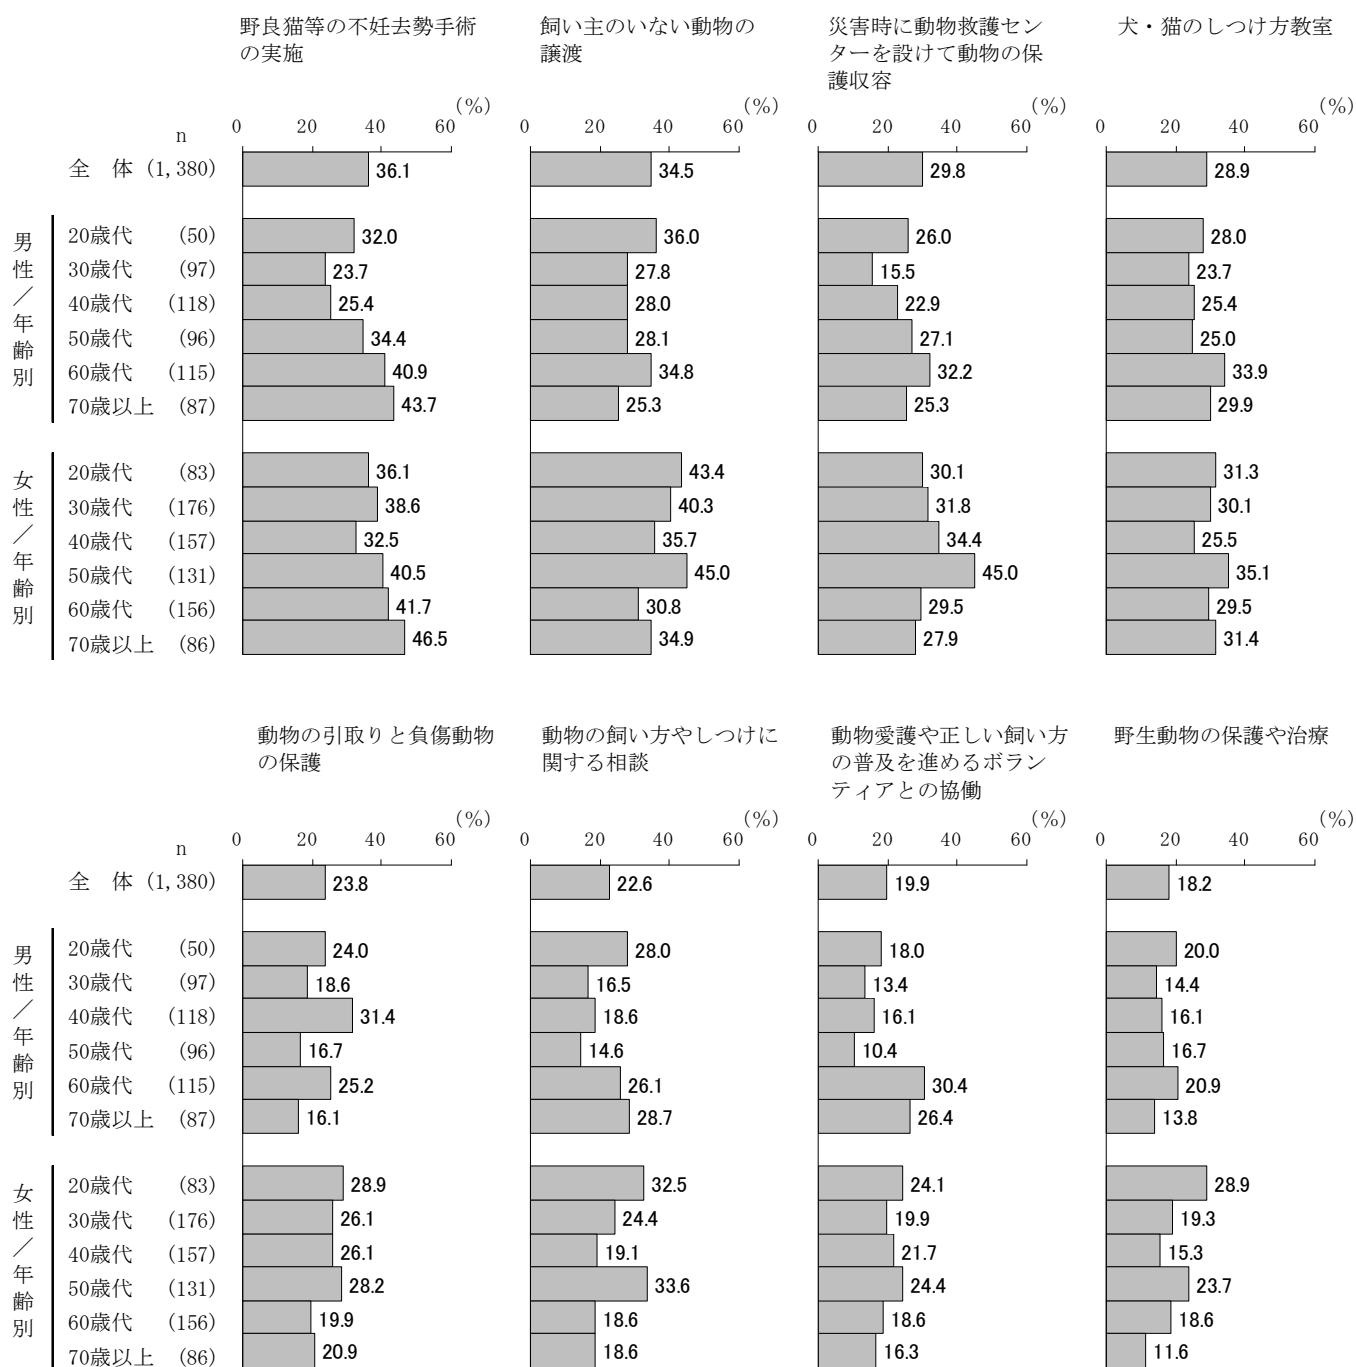 野良猫等の不妊去勢手術
の実施
飼い主のいない動物の
譲渡
災害時に動物救護セン
ターを設けて動物の保
護収容
犬・猫のしつけ方教室
(%) (%) (%) (%)
n 0 20 40 60 0 20 40 60 0 20 40 60 0 20 40 60
全 体 (1,380) 36.1 34.5 29.8 28.9
男性/年齢別
20歳代 (50) 32.0 36.0 26.0 28.0
30歳代 (97) 23.7 27.8 15.5 23.7
40歳代 (118) 25.4 28.0 22.9 25.4
50歳代 (96) 34.4 28.1 27.1 25.0
60歳代 (115) 40.9 34.8 32.2 33.9
70歳以上 (87) 43.7 25.3 25.3 29.9
女性/年齢別
20歳代 (83) 36.1 43.4 30.1 31.3
30歳代 (176) 38.6 40.3 31.8 30.1
40歳代 (157) 32.5 35.7 34.4 25.5
50歳代 (131) 40.5 45.0 45.0 35.1
60歳代 (156) 41.7 30.8 29.5 29.5
70歳以上 (86) 46.5 34.9 27.9 31.4
動物の引取りと負傷動物
の保護
動物の飼い方やしつけに
関する相談
動物愛護や正しい飼い方
の普及を進めるボラン
ティアとの協働
野生動物の保護や治療
(%) (%) (%) (%)
n 0 20 40 60 0 20 40 60 0 20 40 60 0 20 40 60
全 体 (1,380) 23.8 22.6 19.9 18.2
男性/年齢別
20歳代 (50) 24.0 28.0 18.0 20.0
30歳代 (97) 18.6 16.5 13.4 14.4
40歳代 (118) 31.4 18.6 16.1 16.1
50歳代 (96) 16.7 14.6 10.4 16.7
60歳代 (115) 25.2 26.1 30.4 20.9
70歳以上 (87) 16.1 28.7 26.4 13.8
女性/年齢別
20歳代 (83) 28.9 32.5 24.1 28.9
30歳代 (176) 26.1 24.4 19.9 19.3
40歳代 (157) 26.1 19.1 21.7 15.3
50歳代 (131) 28.2 33.6 24.4 23.7
60歳代 (156) 19.9 18.6 18.6 18.6
70歳以上 (86) 20.9 18.6 16.3 11.6